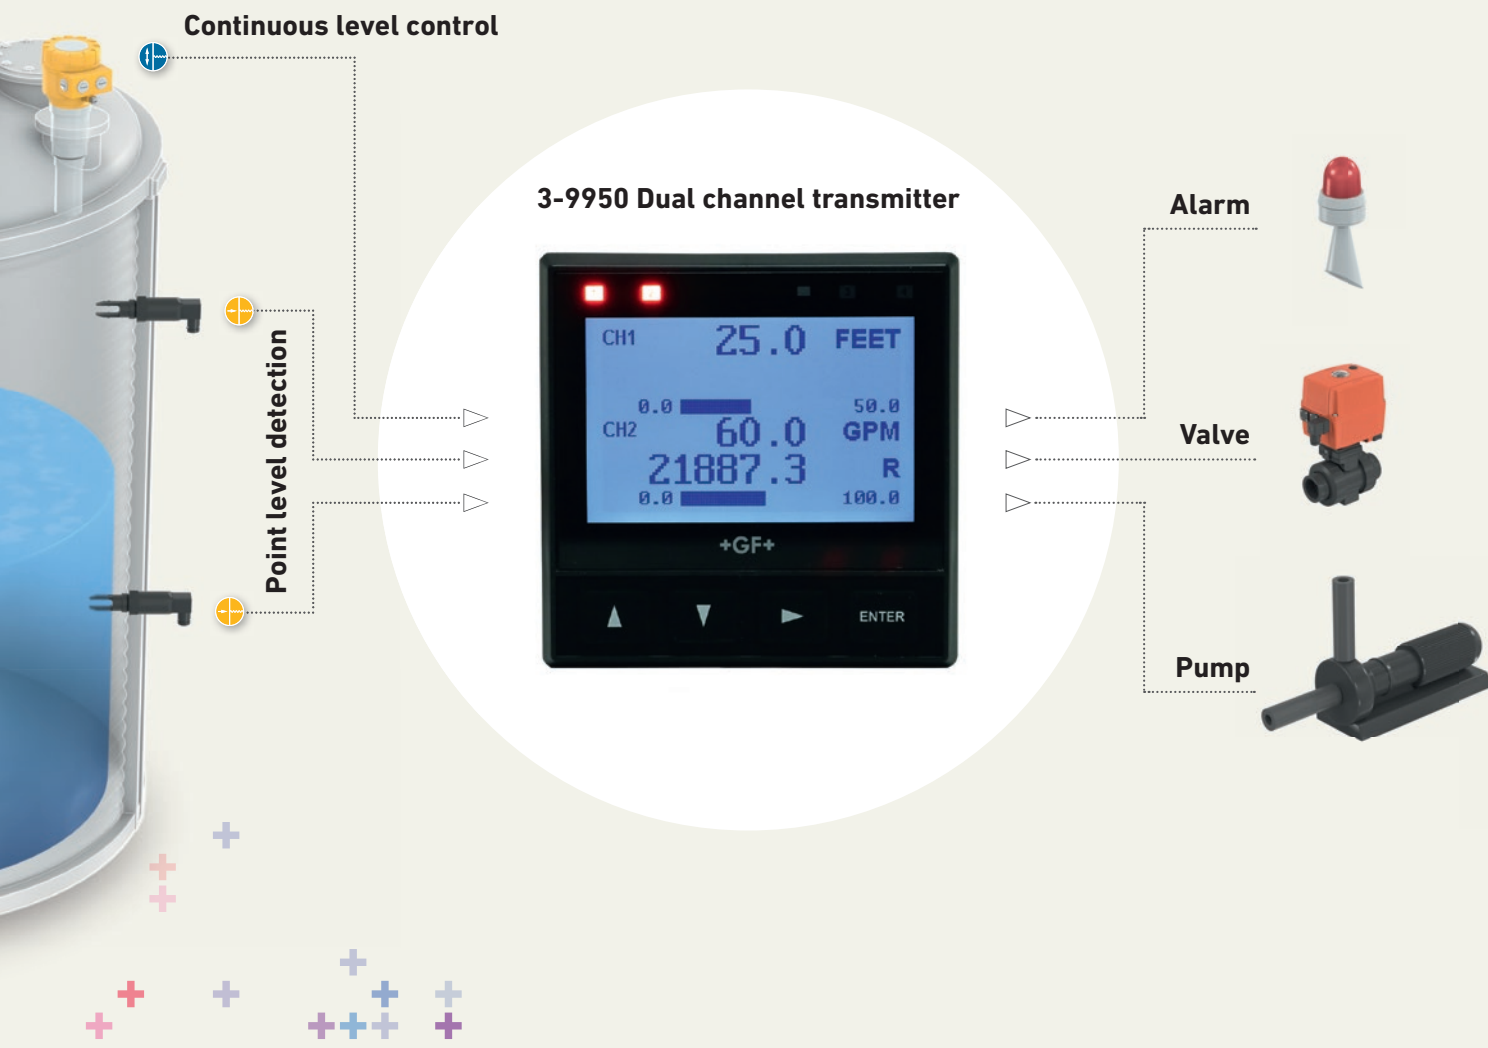 Continuous level control
Point level detection
3-9950 Dual channel transmitter
CH1 25.0 FEET
0.0 50.0
CH2 60.0 GPM
21887.3 R
0.0 100.0
+GF+
ENTER
Alarm
Valve
Pump